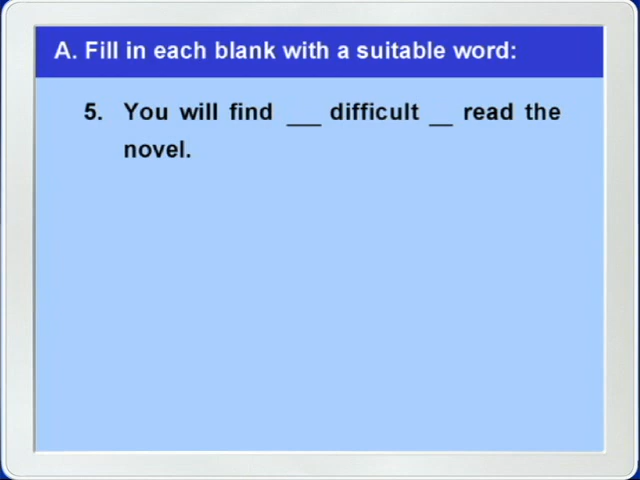 A. Fill in each blank with a suitable word:
5. You will find ___ difficult __ read the
novel.